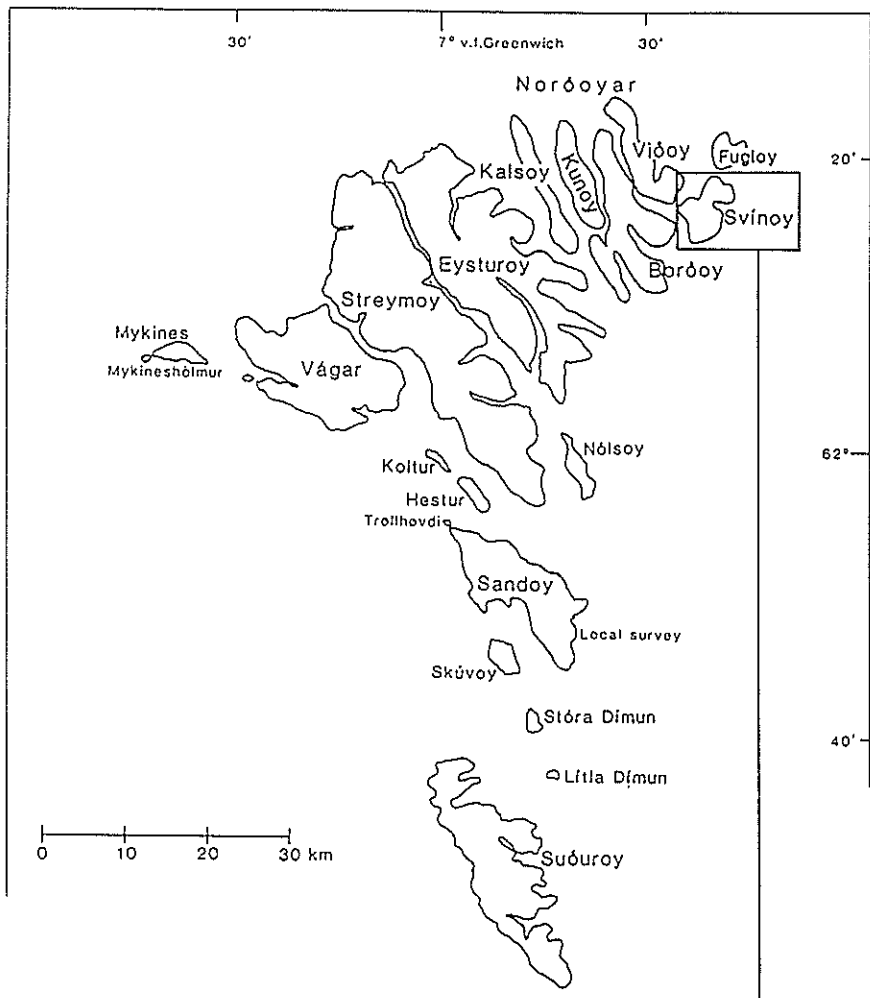 30' 7° v.f.Greenwich 30'
Norðoyar
Viðoy
Fugloy
20'
Kalsoy
Kunoy
Svínoy
Eysturoy
Borðoy
Streymoy
Mykines
Mykineshólmur
Vágar
Nólsoy
62°
Koltur
Hestur
Trollhøvdi
Sandoy
Local survey
Skúvoy
Stóra Dímun
40'
Lítla Dímun
0 10 20 30 km
Suðuroy